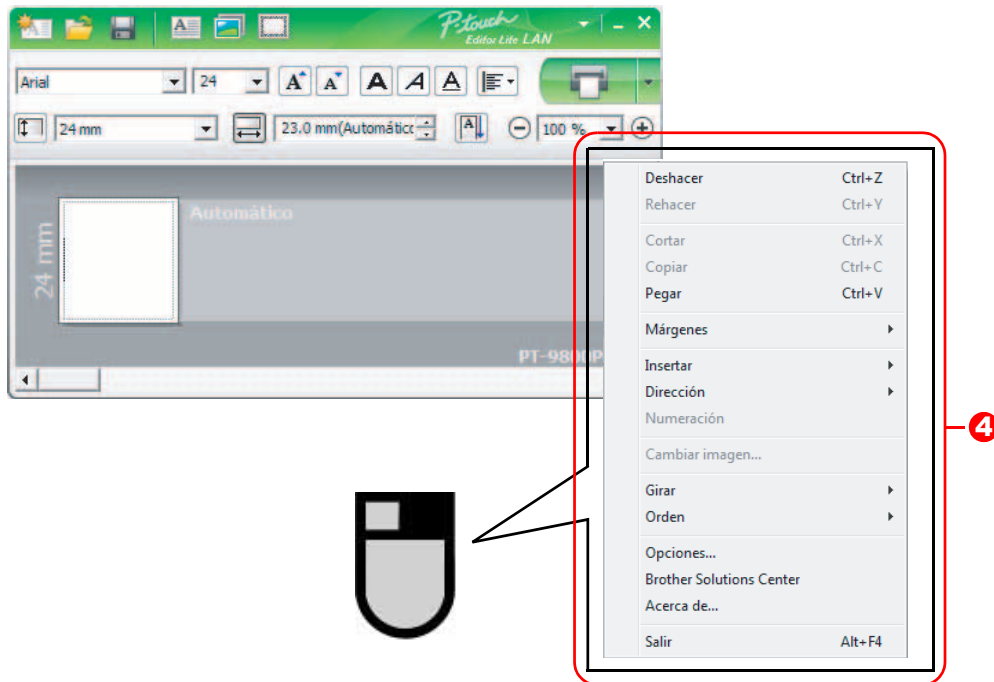 P-touch
Editor Lite LAN
Arial 24
24 mm 23.0 mm(Automáticc 100 %
24 mm
Automático
PT-9800P
Deshacer Ctrl+Z
Rehacer Ctrl+Y
Cortar Ctrl+X
Copiar Ctrl+C
Pegar Ctrl+V
Márgenes
Insertar
Dirección
Numeración
Cambiar imagen...
Girar
Orden
Opciones...
Brother Solutions Center
Acerca de...
Salir Alt+F4
4